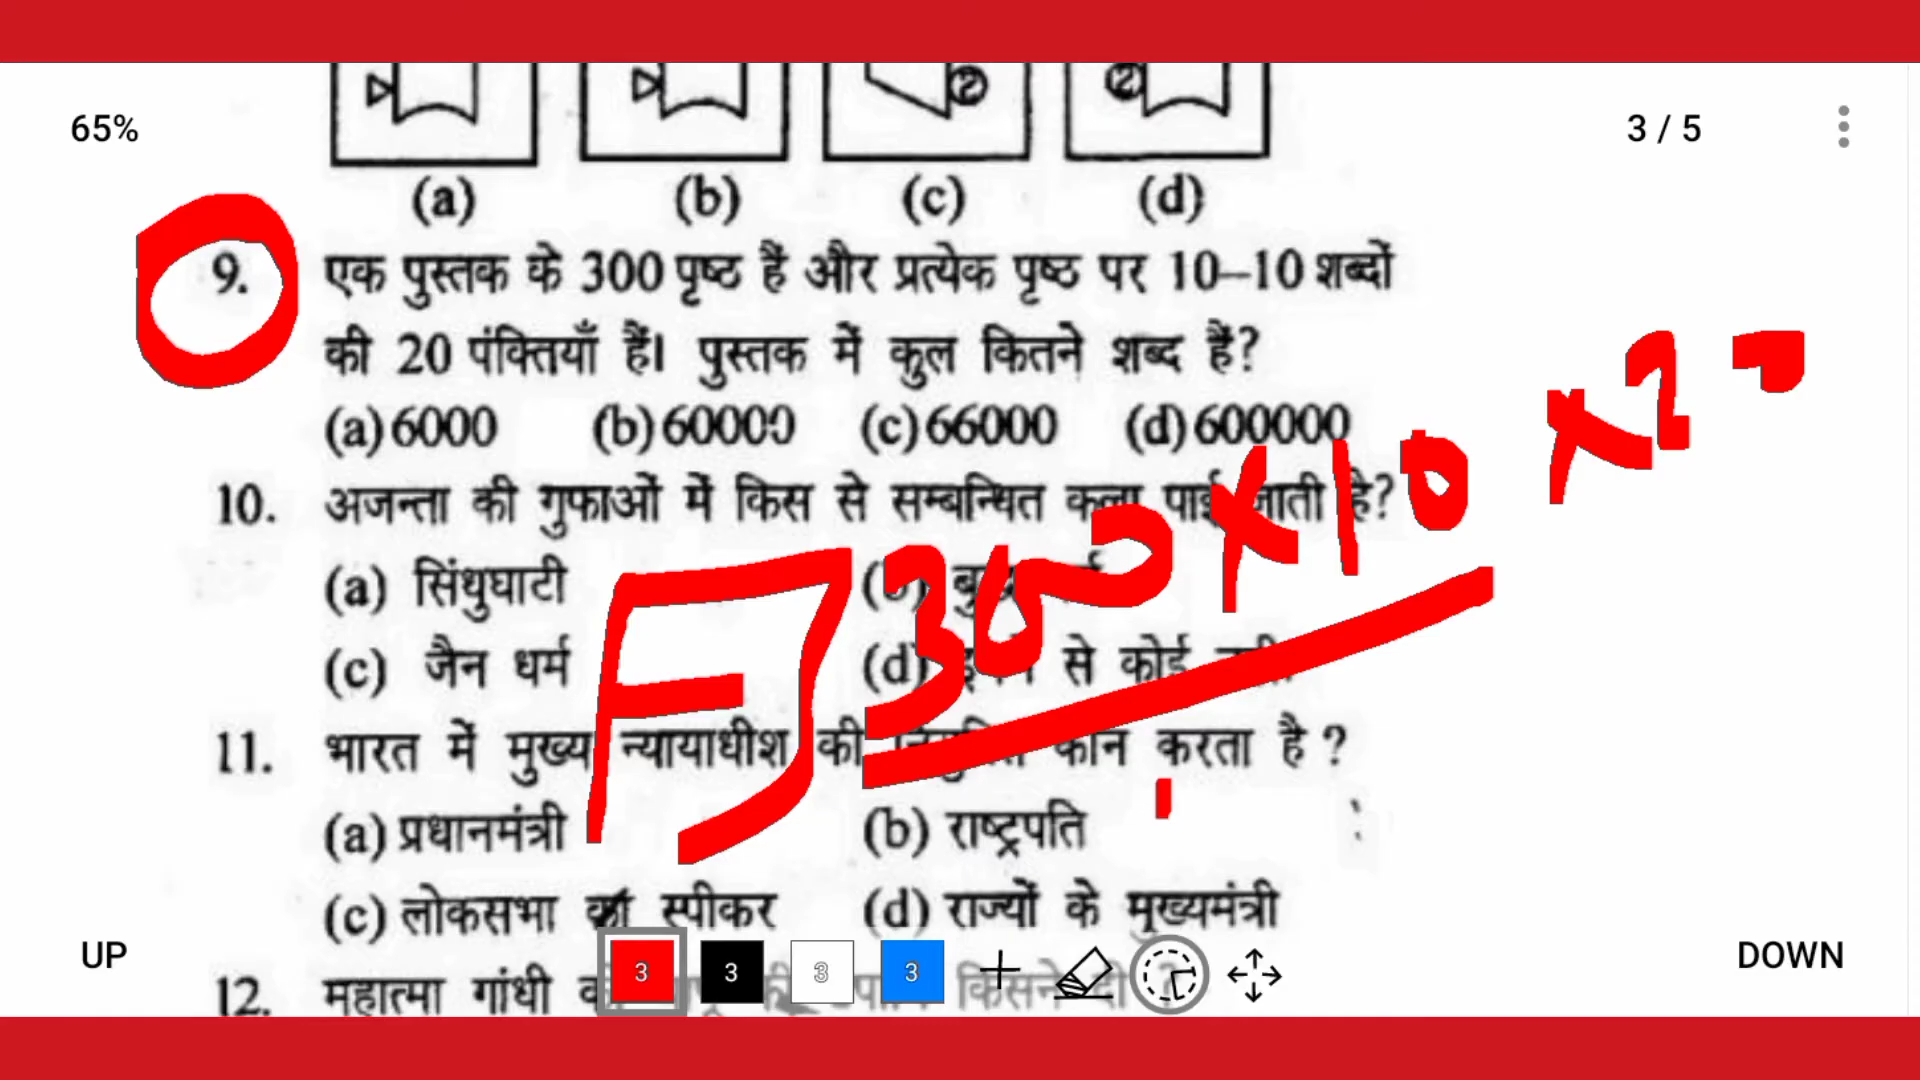 65%
3 / 5
(a) (b) (c) (d)
9. एक पुस्तक के 300 पृष्ठ हैं और प्रत्येक पृष्ठ पर 10–10 शब्दों
की 20 पंक्तियाँ हैं। पुस्तक में कुल कितने शब्द हैं?
(a) 6000 (b) 60000 (c) 66000 (d) 600000
300 × 10 × 2
10. अजन्ता की गुफाओं में किस से सम्बन्धित कला पाई जाती है?
(a) सिंधुघाटी
(c) जैन धर्म (d) से कोई
11. भारत में मुख्य न्यायाधीश की कौन करता है ?
(a) प्रधानमंत्री (b) राष्ट्रपति
(c) लोकसभा का स्पीकर (d) राज्यों के मुख्यमंत्री
UP
DOWN
3 3 3 3
12. महात्मा गांधी किसने दी ?